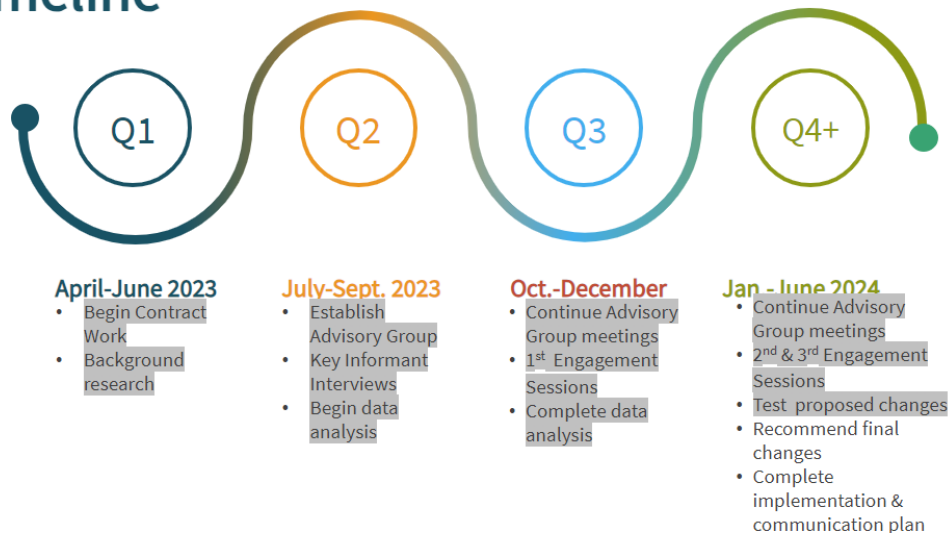 Q1
Q2
Q3
Q4+
April-June 2023
• Begin Contract
Work
• Background
research
July-Sept. 2023
• Establish
Advisory Group
• Key Informant
Interviews
• Begin data
analysis
Oct.-December
• Continue Advisory
Group meetings
• 1st Engagement
Sessions
• Complete data
analysis
Jan.-June 2024
• Continue Advisory
Group meetings
• 2nd & 3rd Engagement
Sessions
• Test proposed changes
• Recommend final
changes
• Complete
implementation &
communication plan